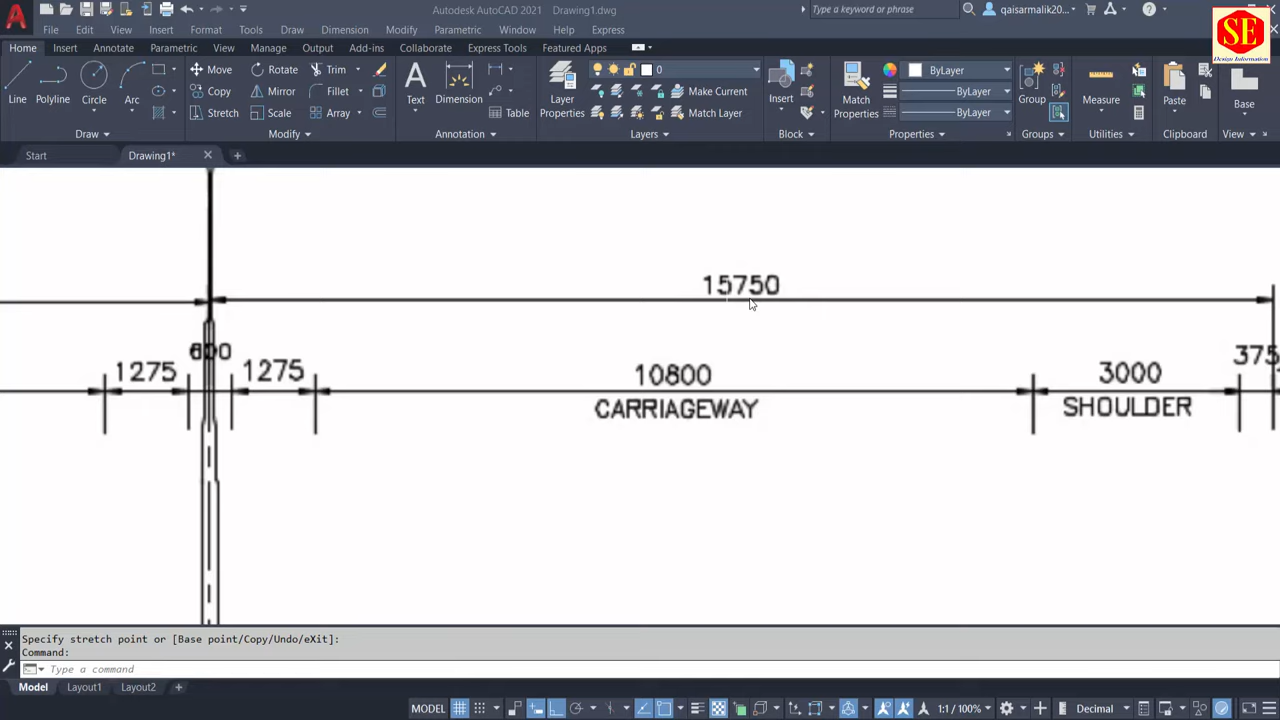 Autodesk AutoCAD 2021 Drawing1.dwg
Type a keyword or phrase
qaisarmalik20...
SE
Design Information
File Edit View Insert Format Tools Draw Dimension Modify Parametric Window Help Express
Home Insert Annotate Parametric View Manage Output Add-ins Collaborate Express Tools Featured Apps
Line Polyline Circle Arc
Move Rotate Trim
Copy Mirror Fillet
Stretch Scale Array
Text Dimension Table
Layer Properties
0
Make Current
Match Layer
Insert
Match Properties
ByLayer
ByLayer
ByLayer
Group Measure Paste Base
Draw Modify Annotation Layers Block Properties Groups Utilities Clipboard View
Start Drawing1*
15750
600
1275 1275 10800 3000 375
CARRIAGEWAY SHOULDER
Specify stretch point or [Base point/Copy/Undo/eXit]:
Command:
Type a command
Model Layout1 Layout2
MODEL 1:1 / 100% Decimal